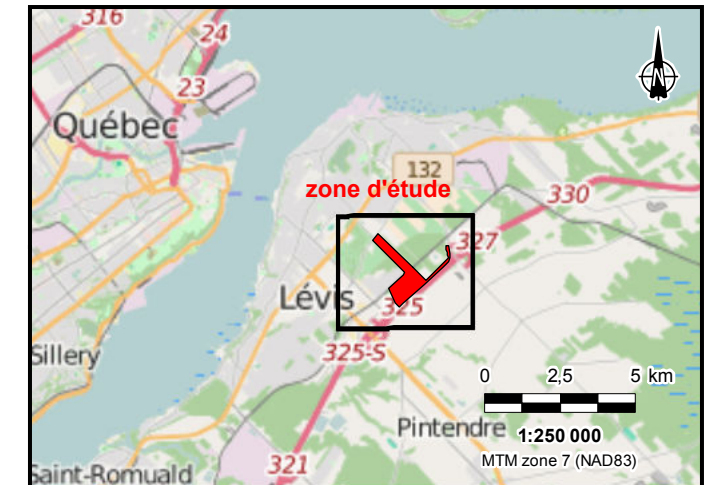 316
24
23
Québec
132
zone d'étude
330
327
Lévis
325
Sillery
325-S
0 2,5 5 km
Pintendre
1:250 000
MTM zone 7 (NAD83)
321
Saint-Romuald
N